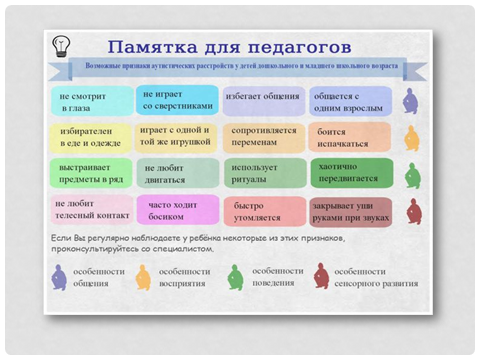 Памятка для педагогов
Возможные признаки аутистических расстройств у детей дошкольного и младшего школьного возраста
не смотрит
в глаза
не играет
со сверстниками
избегает общения
общается с
одним взрослым
избирателен
в еде и одежде
играет с одной и
той же игрушкой
сопротивляется
переменам
боится
испачкаться
выстраивает
предметы в ряд
не любит
двигаться
использует
ритуалы
хаотично
передвигается
не любит
телесный контакт
часто ходит
босиком
быстро
утомляется
закрывает уши
руками при звуках
Если Вы регулярно наблюдаете у ребёнка некоторые из этих признаков,
проконсультируйтесь со специалистом.
особенности
общения
особенности
восприятия
особенности
поведения
особенности
сенсорного развития